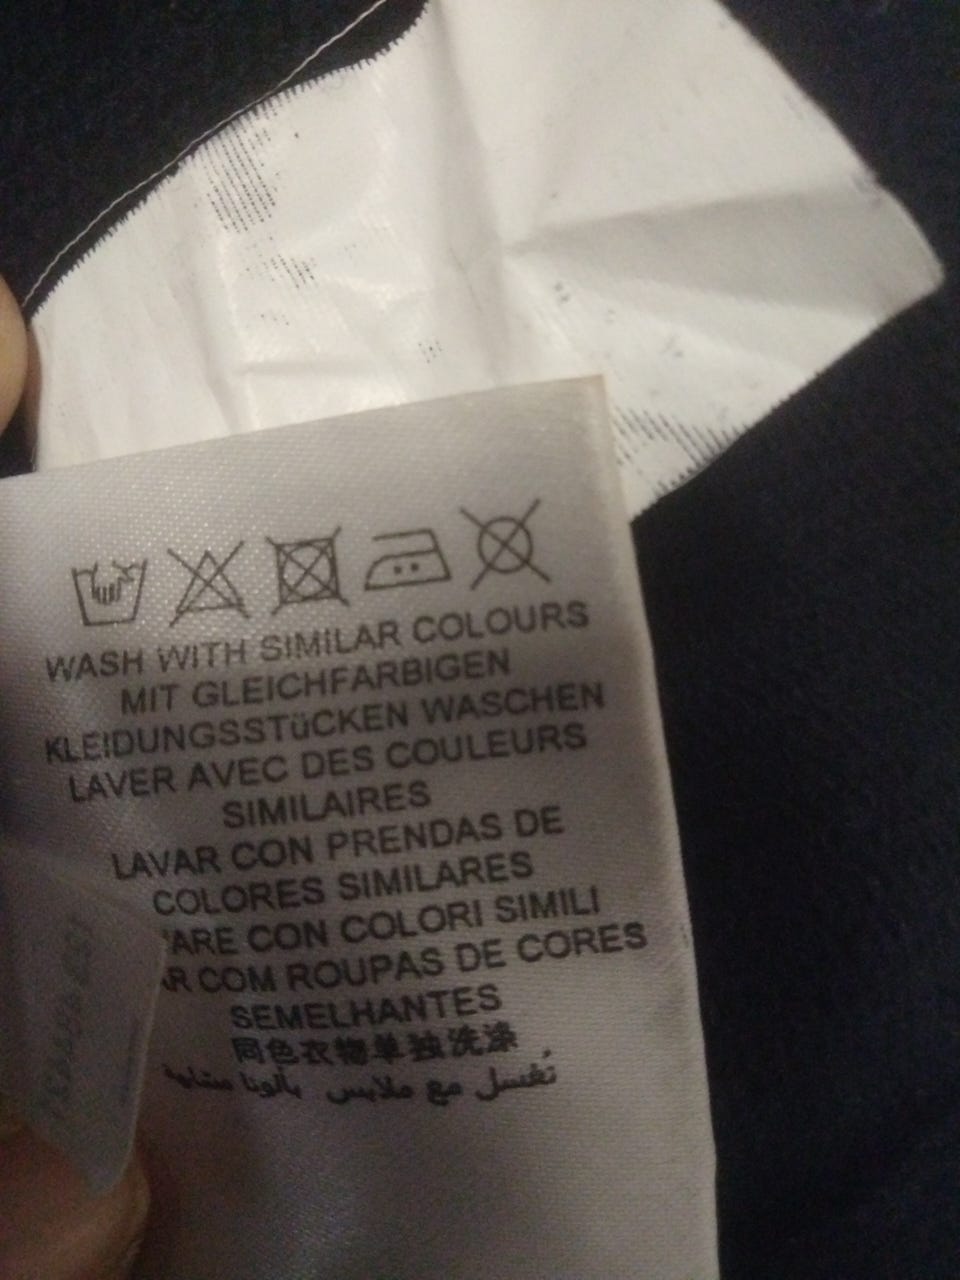 WASH WITH SIMILAR COLOURS
MIT GLEICHFARBIGEN
KLEIDUNGSSTüCKEN WASCHEN
LAVER AVEC DES COULEURS
SIMILAIRES
LAVAR CON PRENDAS DE
COLORES SIMILARES
ARE CON COLORI SIMILI
R COM ROUPAS DE CORES
SEMELHANTES
同色衣物单独洗涤
تغسل مع ملابس